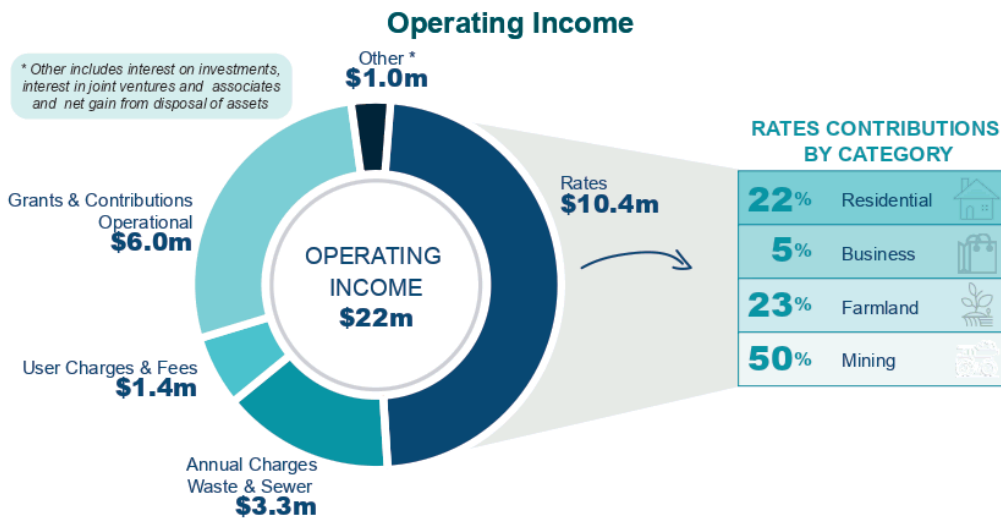 Operating Income
* Other includes interest on investments,
interest in joint ventures and associates
and net gain from disposal of assets
Other *
$1.0m
Grants & Contributions
Operational
$6.0m
User Charges & Fees
$1.4m
Annual Charges
Waste & Sewer
$3.3m
OPERATING
INCOME
$22m
Rates
$10.4m
RATES CONTRIBUTIONS
BY CATEGORY
22% Residential
5% Business
23% Farmland
50% Mining